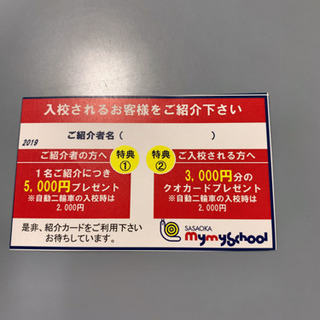 入校されるお客様をご紹介下さい
ご紹介者名（　　　　　　　）
2019
ご紹介者の方へ
特典①
1名ご紹介につき
5,000円プレゼント
※自動二輪車の入校時は
2,000円
特典②
ご入校される方へ
3,000円分の
クオカードプレゼント
※自動二輪車の入校時は
2,000円
是非、紹介カードをご利用下さい
お待ちしています。
SASAOKA
mymyschool